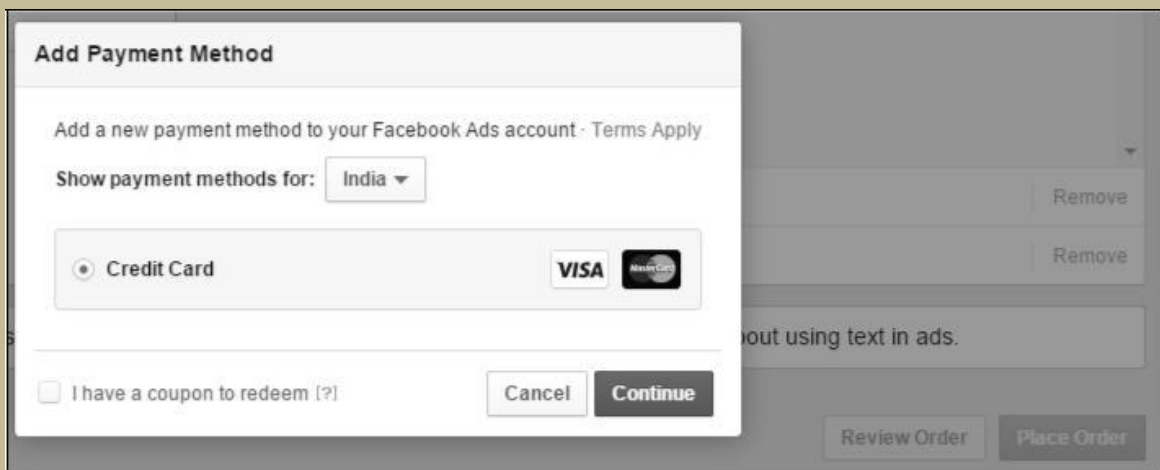 Add Payment Method
Add a new payment method to your Facebook Ads account · Terms Apply
Show payment methods for: India
Credit Card VISA MasterCard
I have a coupon to redeem [?] Cancel Continue
Remove
Remove
s
out using text in ads.
Review Order Place Order